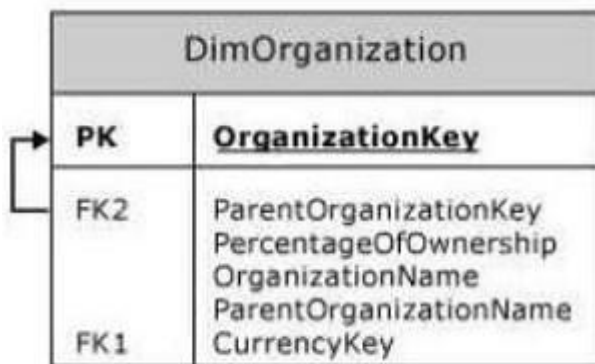 DimOrganization
PK OrganizationKey
FK2 ParentOrganizationKey
PercentageOfOwnership
OrganizationName
ParentOrganizationName
FK1 CurrencyKey